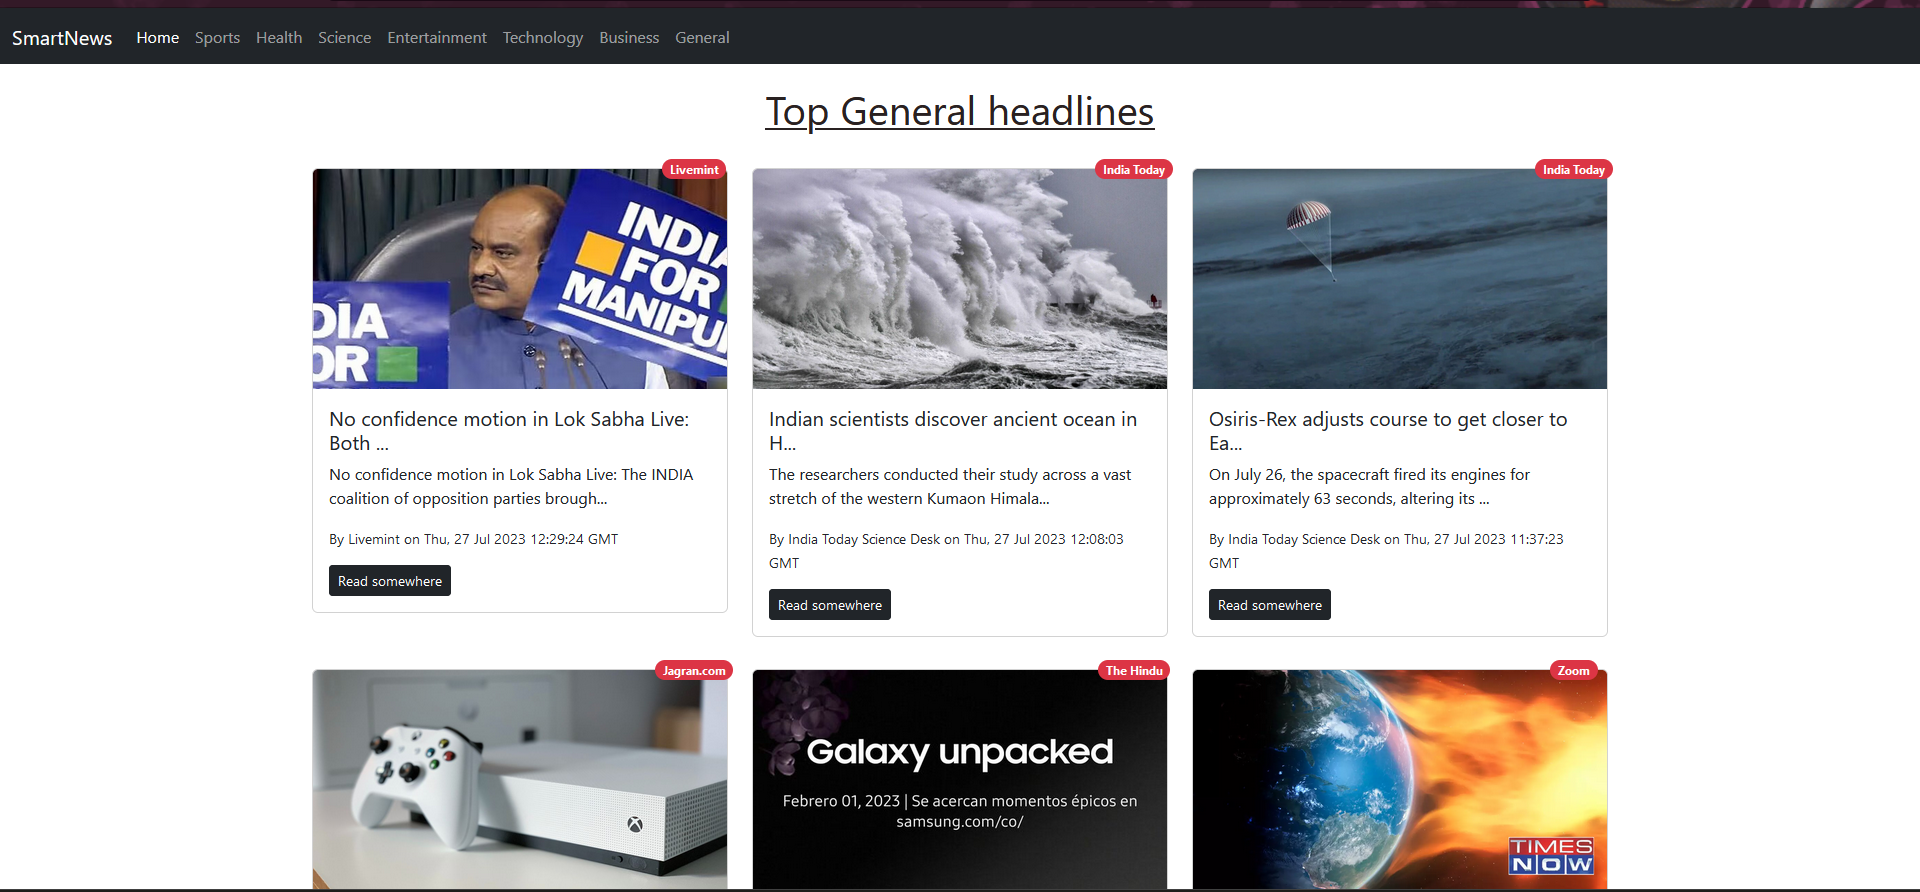 SmartNews Home Sports Health Science Entertainment Technology Business General
Top General headlines
Livemint
INDIA
FOR
MANIPU
DIA
OR
No confidence motion in Lok Sabha Live:
Both ...
No confidence motion in Lok Sabha Live: The INDIA
coalition of opposition parties brough...
By Livemint on Thu, 27 Jul 2023 12:29:24 GMT
Read somewhere
India Today
Indian scientists discover ancient ocean in
H...
The researchers conducted their study across a vast
stretch of the western Kumaon Himala...
By India Today Science Desk on Thu, 27 Jul 2023 12:08:03
GMT
Read somewhere
India Today
Osiris-Rex adjusts course to get closer to
Ea...
On July 26, the spacecraft fired its engines for
approximately 63 seconds, altering its ...
By India Today Science Desk on Thu, 27 Jul 2023 11:37:23
GMT
Read somewhere
Jagran.com
The Hindu
Galaxy unpacked
Febrero 01, 2023 | Se acercan momentos épicos en
samsung.com/co/
Zoom
TIMES
NOW